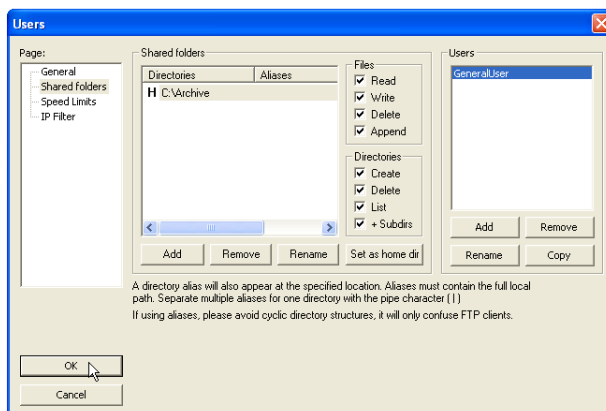 Users
Page:
General
Shared folders
Speed Limits
IP Filter
Shared folders
Directories Aliases
H C:\Archive
Files
Read
Write
Delete
Append
Directories
Create
Delete
List
+ Subdirs
Add Remove Rename Set as home dir
Users
GeneralUser
Add Remove
Rename Copy
A directory alias will also appear at the specified location. Aliases must contain the full local
path. Separate multiple aliases for one directory with the pipe character ( | )
If using aliases, please avoid cyclic directory structures, it will only confuse FTP clients.
OK
Cancel